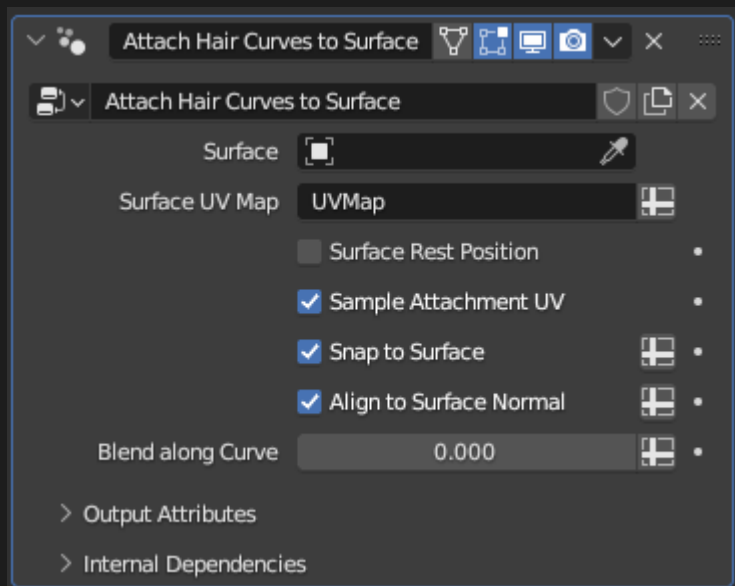 Attach Hair Curves to Surface
Attach Hair Curves to Surface
Surface
Surface UV Map UVMap
Surface Rest Position
Sample Attachment UV
Snap to Surface
Align to Surface Normal
Blend along Curve 0.000
Output Attributes
Internal Dependencies